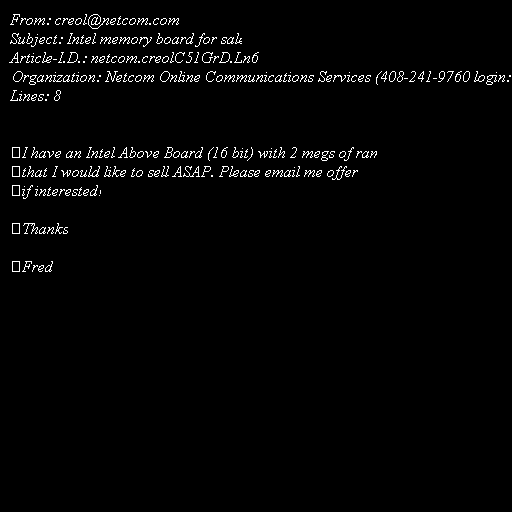 From: creol@netcom.com
Subject: Intel memory board for sale
Article-I.D.: netcom.creolC51GrD.Ln6
Organization: Netcom Online Communications Services (408-241-9760 login:
Lines: 8
I have an Intel Above Board (16 bit) with 2 megs of ram
that I would like to sell ASAP. Please email me offer
if interested!
Thanks
Fred